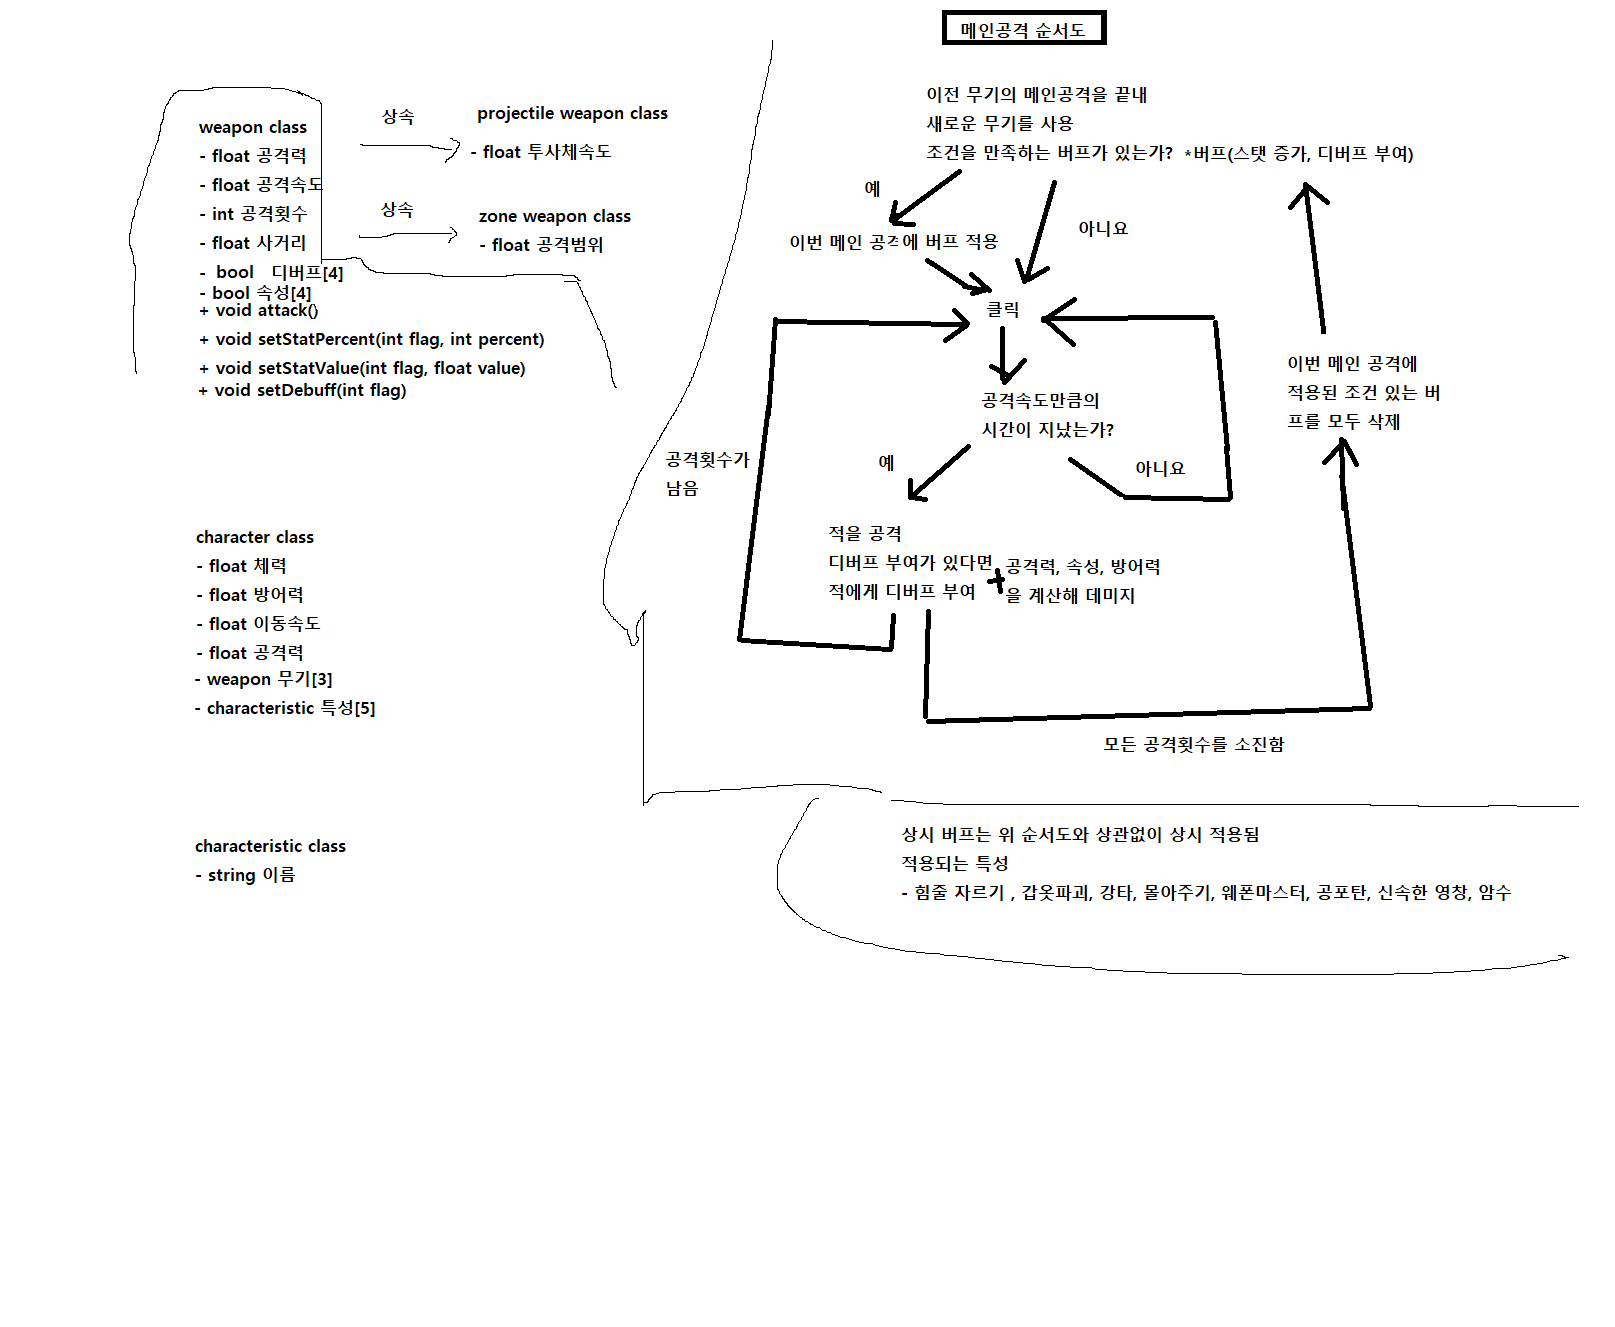 메인공격 순서도
weapon class
- float 공격력
- float 공격속도
- int 공격횟수
- float 사거리
- bool 디버프[4]
- bool 속성[4]
+ void attack()
+ void setStatPercent(int flag, int percent)
+ void setStatValue(int flag, float value)
+ void setDebuff(int flag)
상속
projectile weapon class
- float 투사체속도
상속
zone weapon class
- float 공격범위
character class
- float 체력
- float 방어력
- float 이동속도
- float 공격력
- weapon 무기[3]
- characteristic 특성[5]
characteristic class
- string 이름
이전 무기의 메인공격을 끝내
새로운 무기를 사용
조건을 만족하는 버프가 있는가? *버프(스탯 증가, 디버프 부여)
예
아니요
이번 메인 공격에 버프 적용
클릭
공격속도만큼의
시간이 지났는가?
예
아니요
공격횟수가
남음
적을 공격
디버프 부여가 있다면
적에게 디버프 부여
공격력, 속성, 방어력
을 계산해 데미지
모든 공격횟수를 소진함
이번 메인 공격에
적용된 조건 있는 버
프를 모두 삭제
상시 버프는 위 순서도와 상관없이 상시 적용됨
적용되는 특성
- 힘줄 자르기 , 갑옷파괴, 강타, 몰아주기, 웨폰마스터, 공포탄, 신속한 영창, 암수